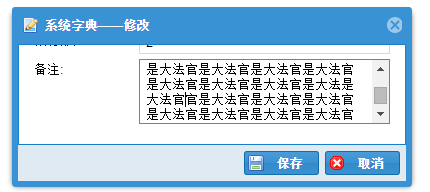 系统字典——修改
备注:
是大法官是大法官是大法官是大法官
是大法官是大法官是大法官是大法是
大法官官是大法官是大法官是大法官
是大法官是大法官是大法官是大法官
保存
取消